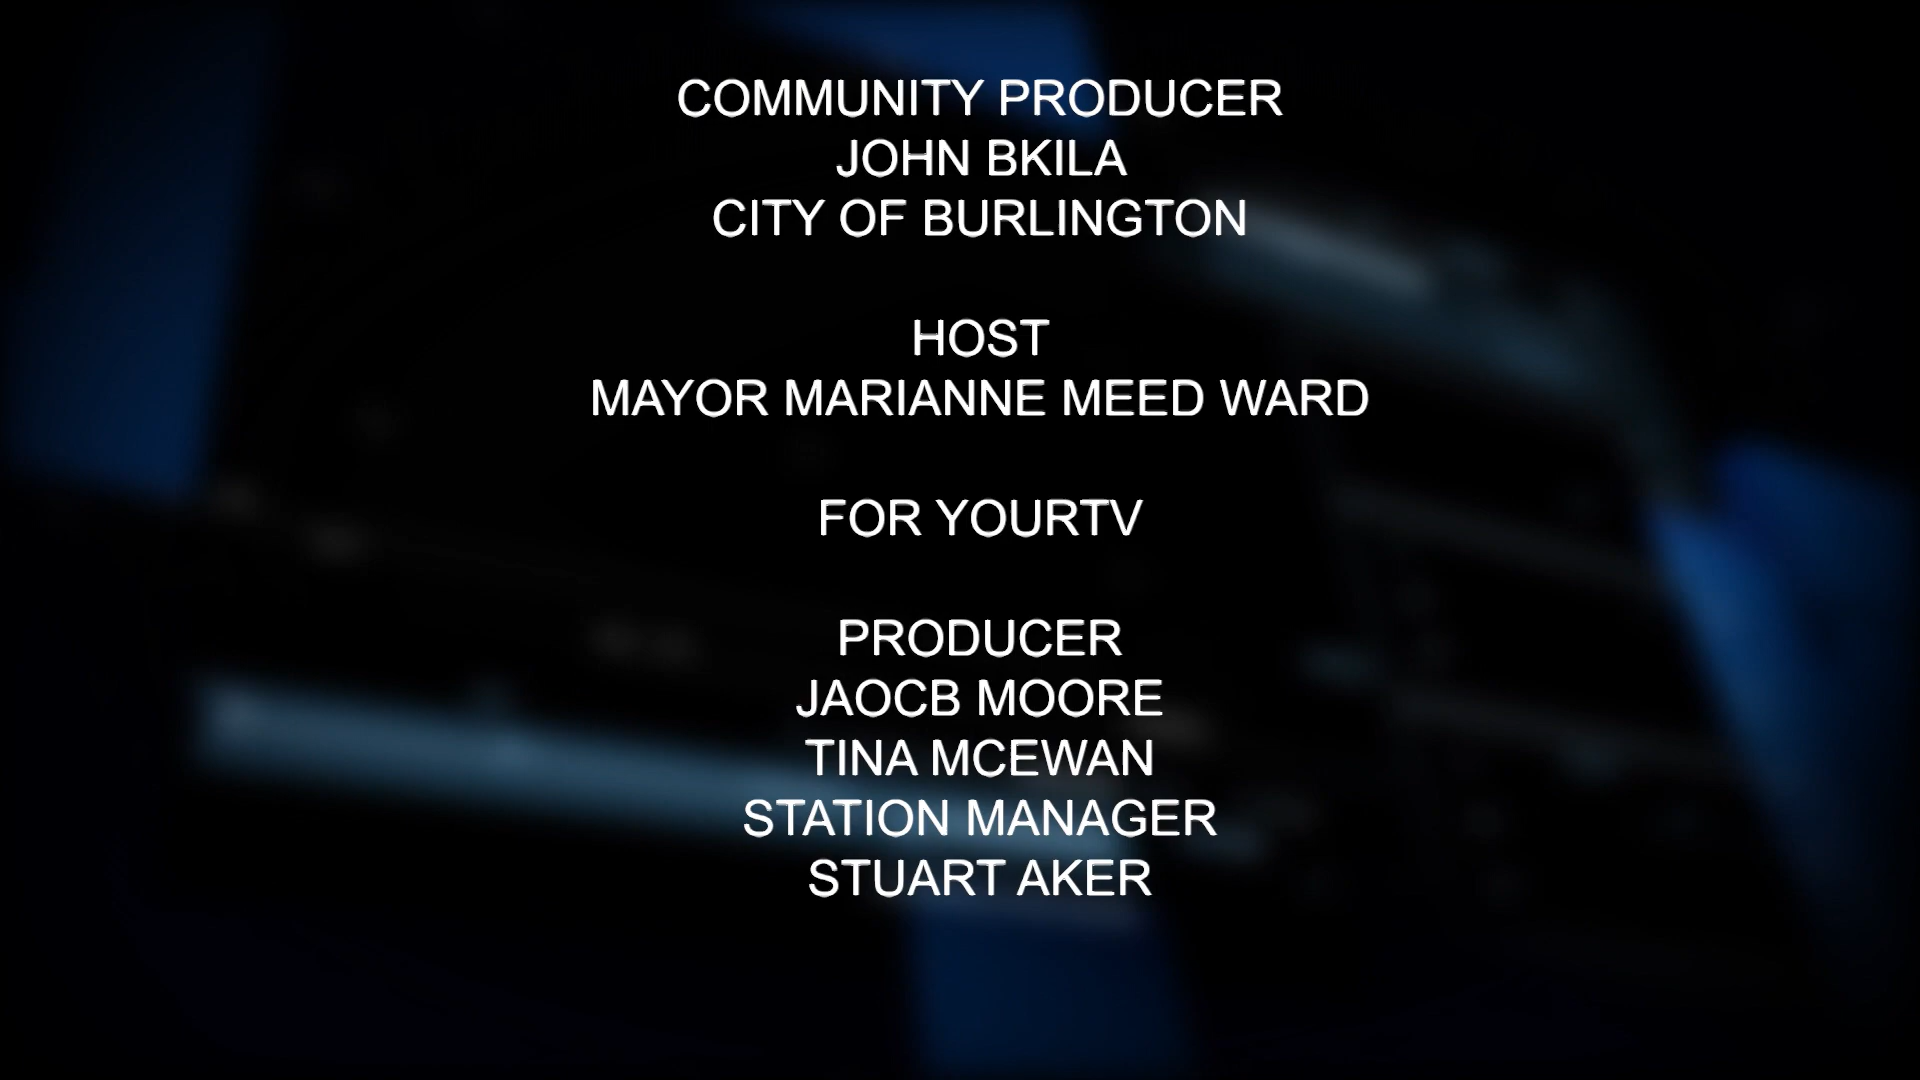 COMMUNITY PRODUCER
JOHN BKILA
CITY OF BURLINGTON
HOST
MAYOR MARIANNE MEED WARD
FOR YOURTV
PRODUCER
JAOCB MOORE
TINA MCEWAN
STATION MANAGER
STUART AKER